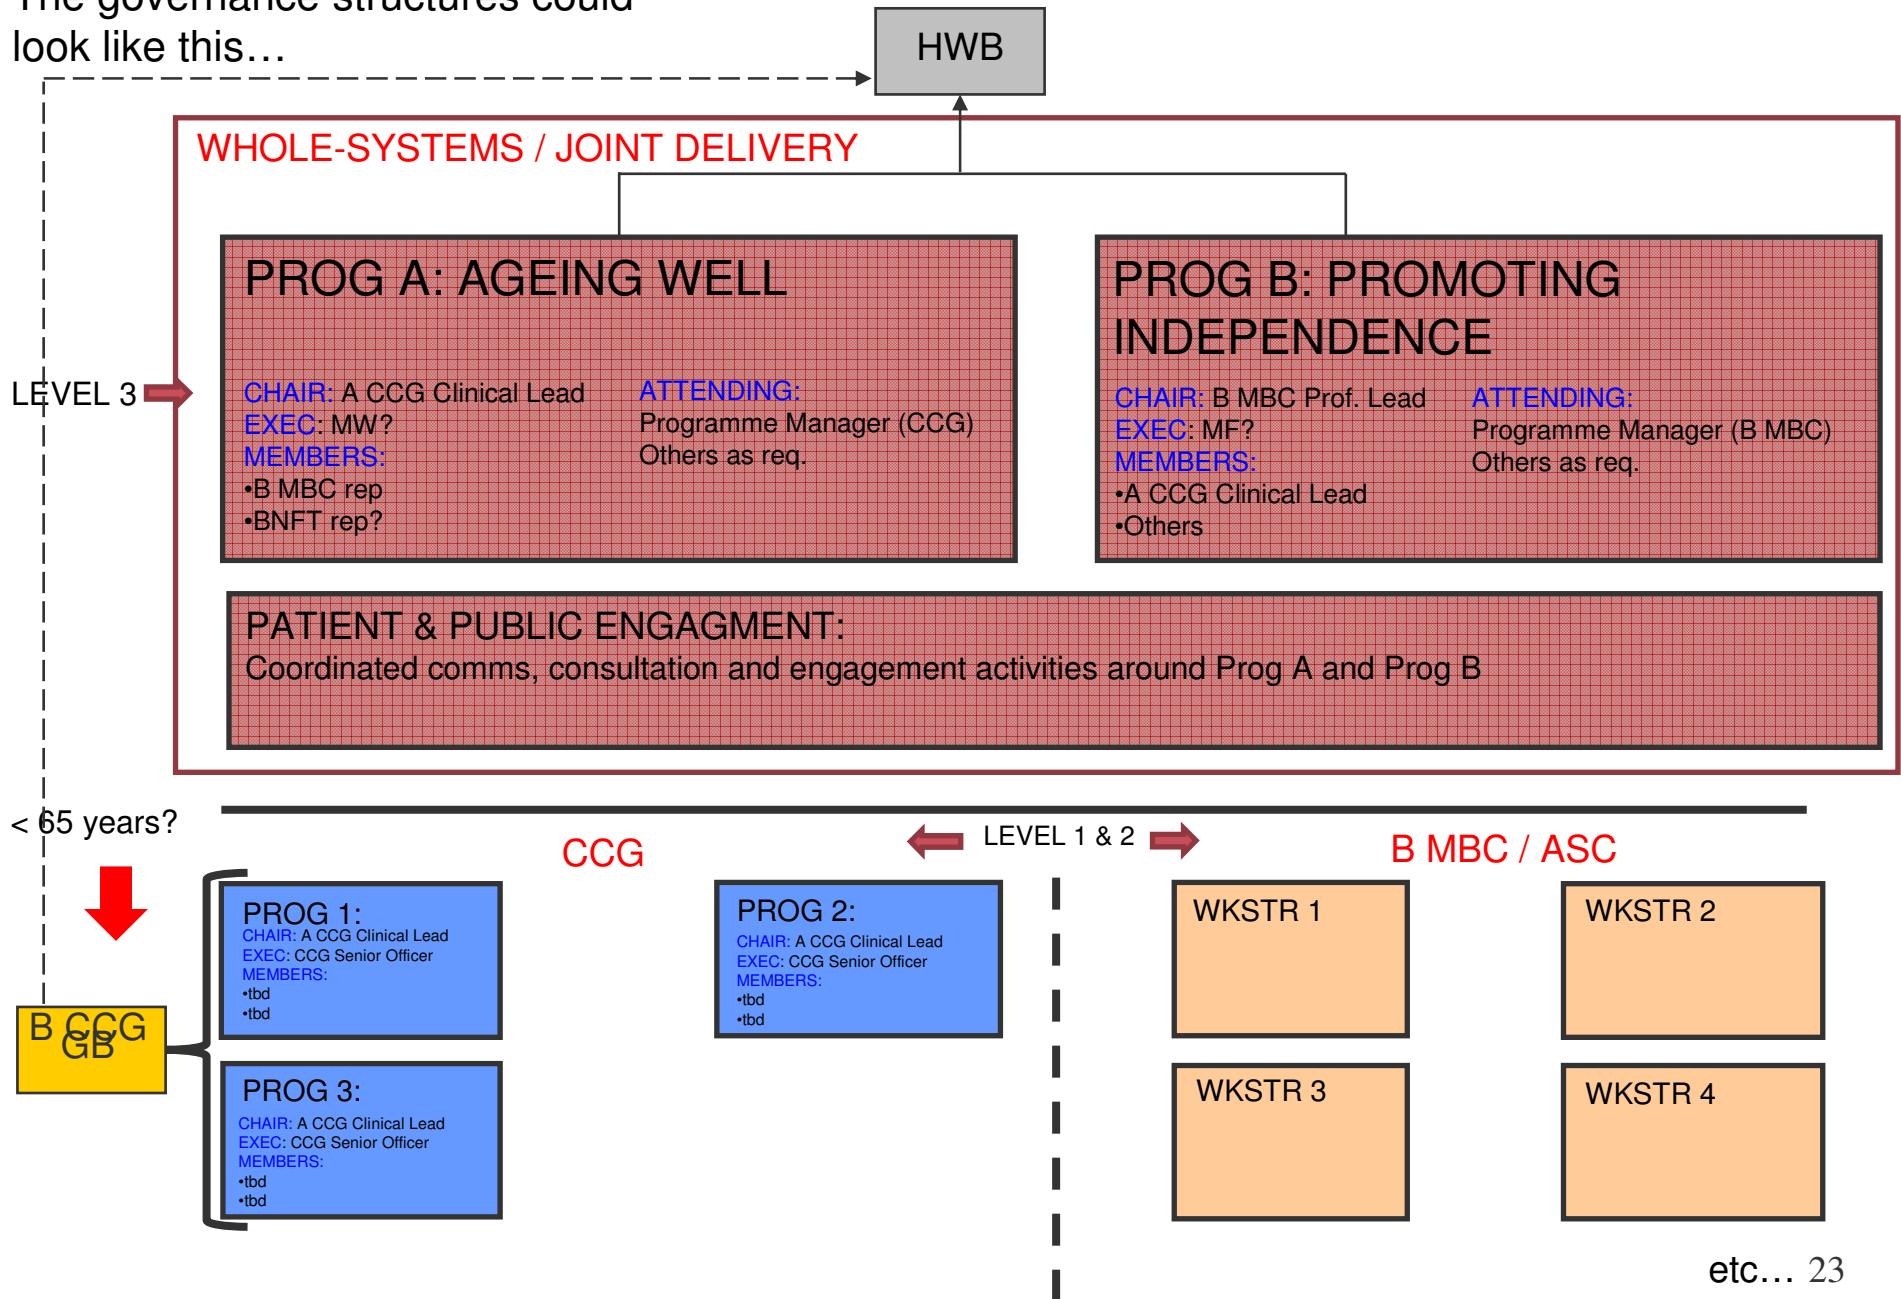 The governance structures could
look like this…
HWB
WHOLE-SYSTEMS / JOINT DELIVERY
LEVEL 3
PROG A: AGEING WELL
CHAIR: A CCG Clinical Lead
EXEC: MW?
MEMBERS:
•B MBC rep
•BNFT rep?
ATTENDING:
Programme Manager (CCG)
Others as req.
PROG B: PROMOTING
INDEPENDENCE
CHAIR: B MBC Prof. Lead
EXEC: MF?
MEMBERS:
•A CCG Clinical Lead
•Others
ATTENDING:
Programme Manager (B MBC)
Others as req.
PATIENT & PUBLIC ENGAGMENT:
Coordinated comms, consultation and engagement activities around Prog A and Prog B
< 65 years?
CCG
LEVEL 1 & 2
B MBC / ASC
B CCG
GB
PROG 1:
CHAIR: A CCG Clinical Lead
EXEC: CCG Senior Officer
MEMBERS:
•tbd
•tbd
PROG 2:
CHAIR: A CCG Clinical Lead
EXEC: CCG Senior Officer
MEMBERS:
•tbd
•tbd
WKSTR 1
WKSTR 2
PROG 3:
CHAIR: A CCG Clinical Lead
EXEC: CCG Senior Officer
MEMBERS:
•tbd
•tbd
WKSTR 3
WKSTR 4
etc… 23